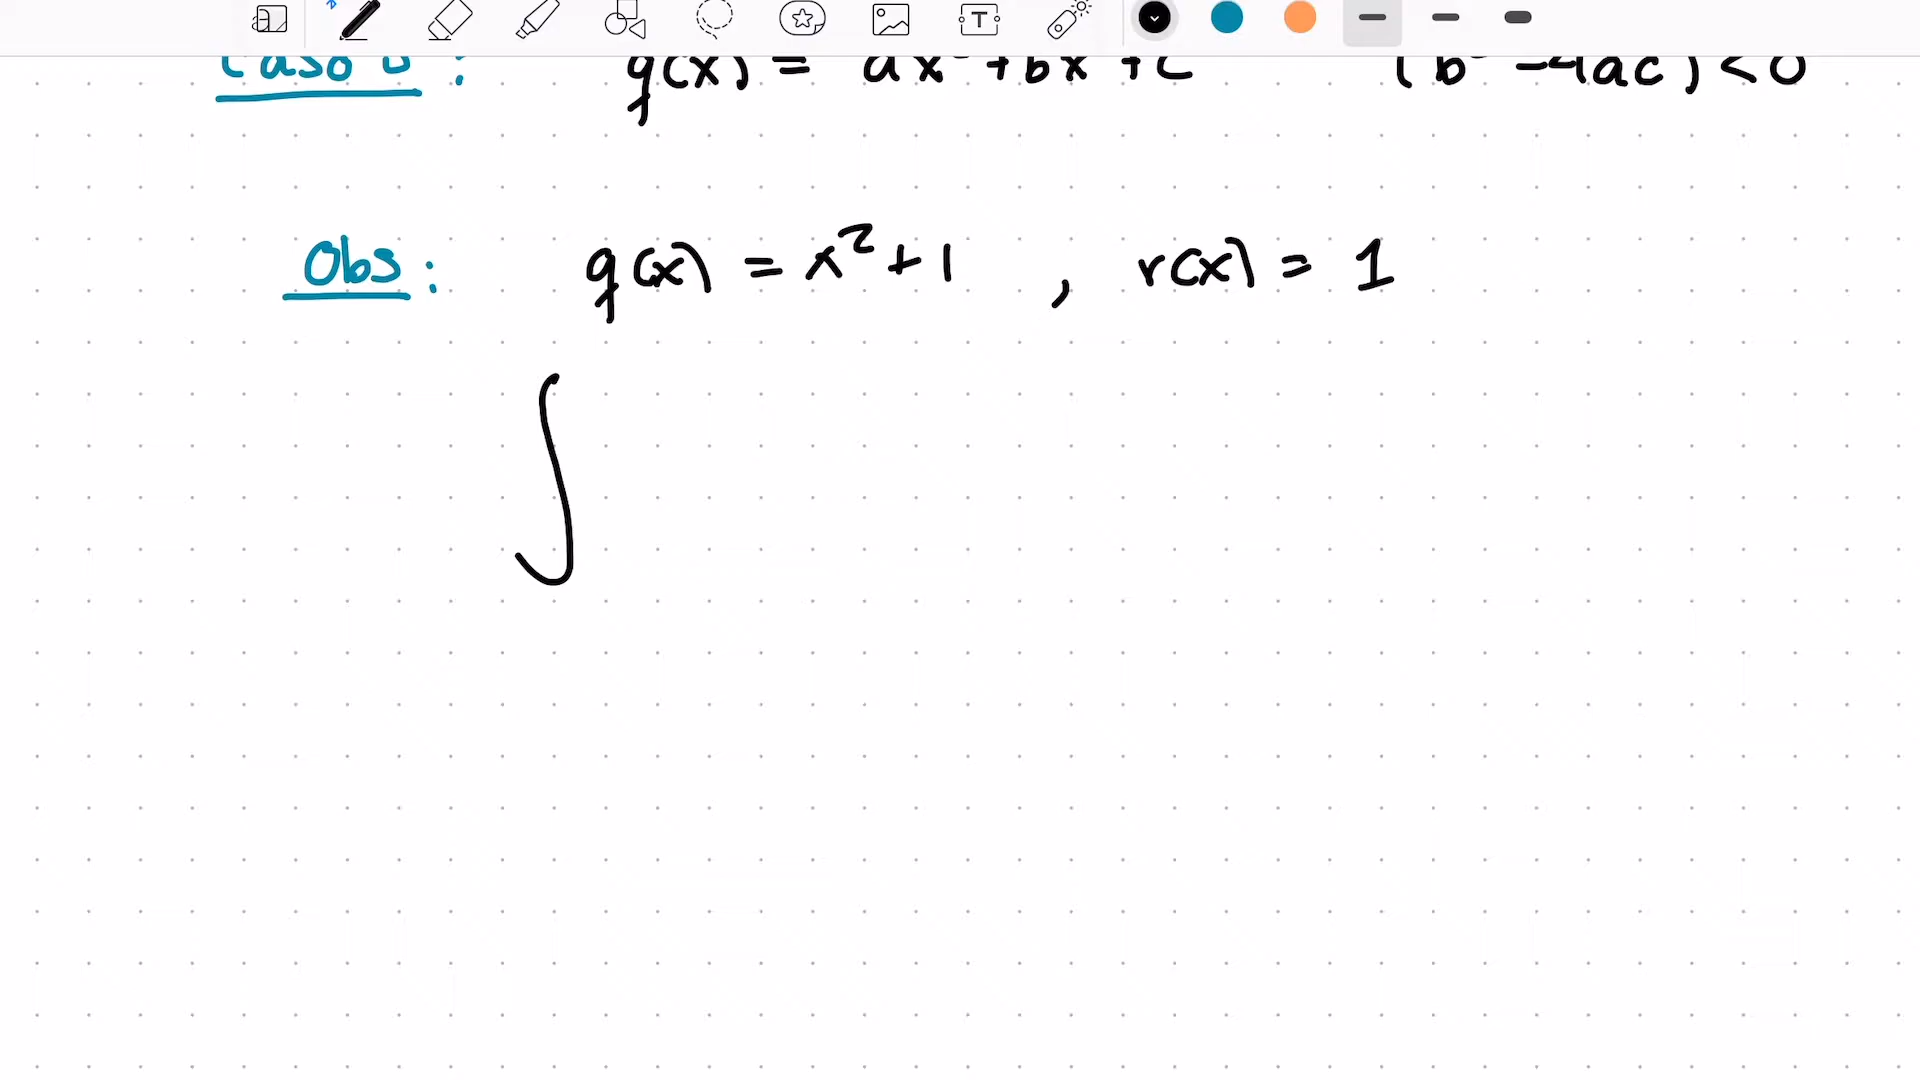 q(x) = ax²+bx+c (b²-4ac)<0
Obs: q(x) = x²+1 , r(x) = 1
∫